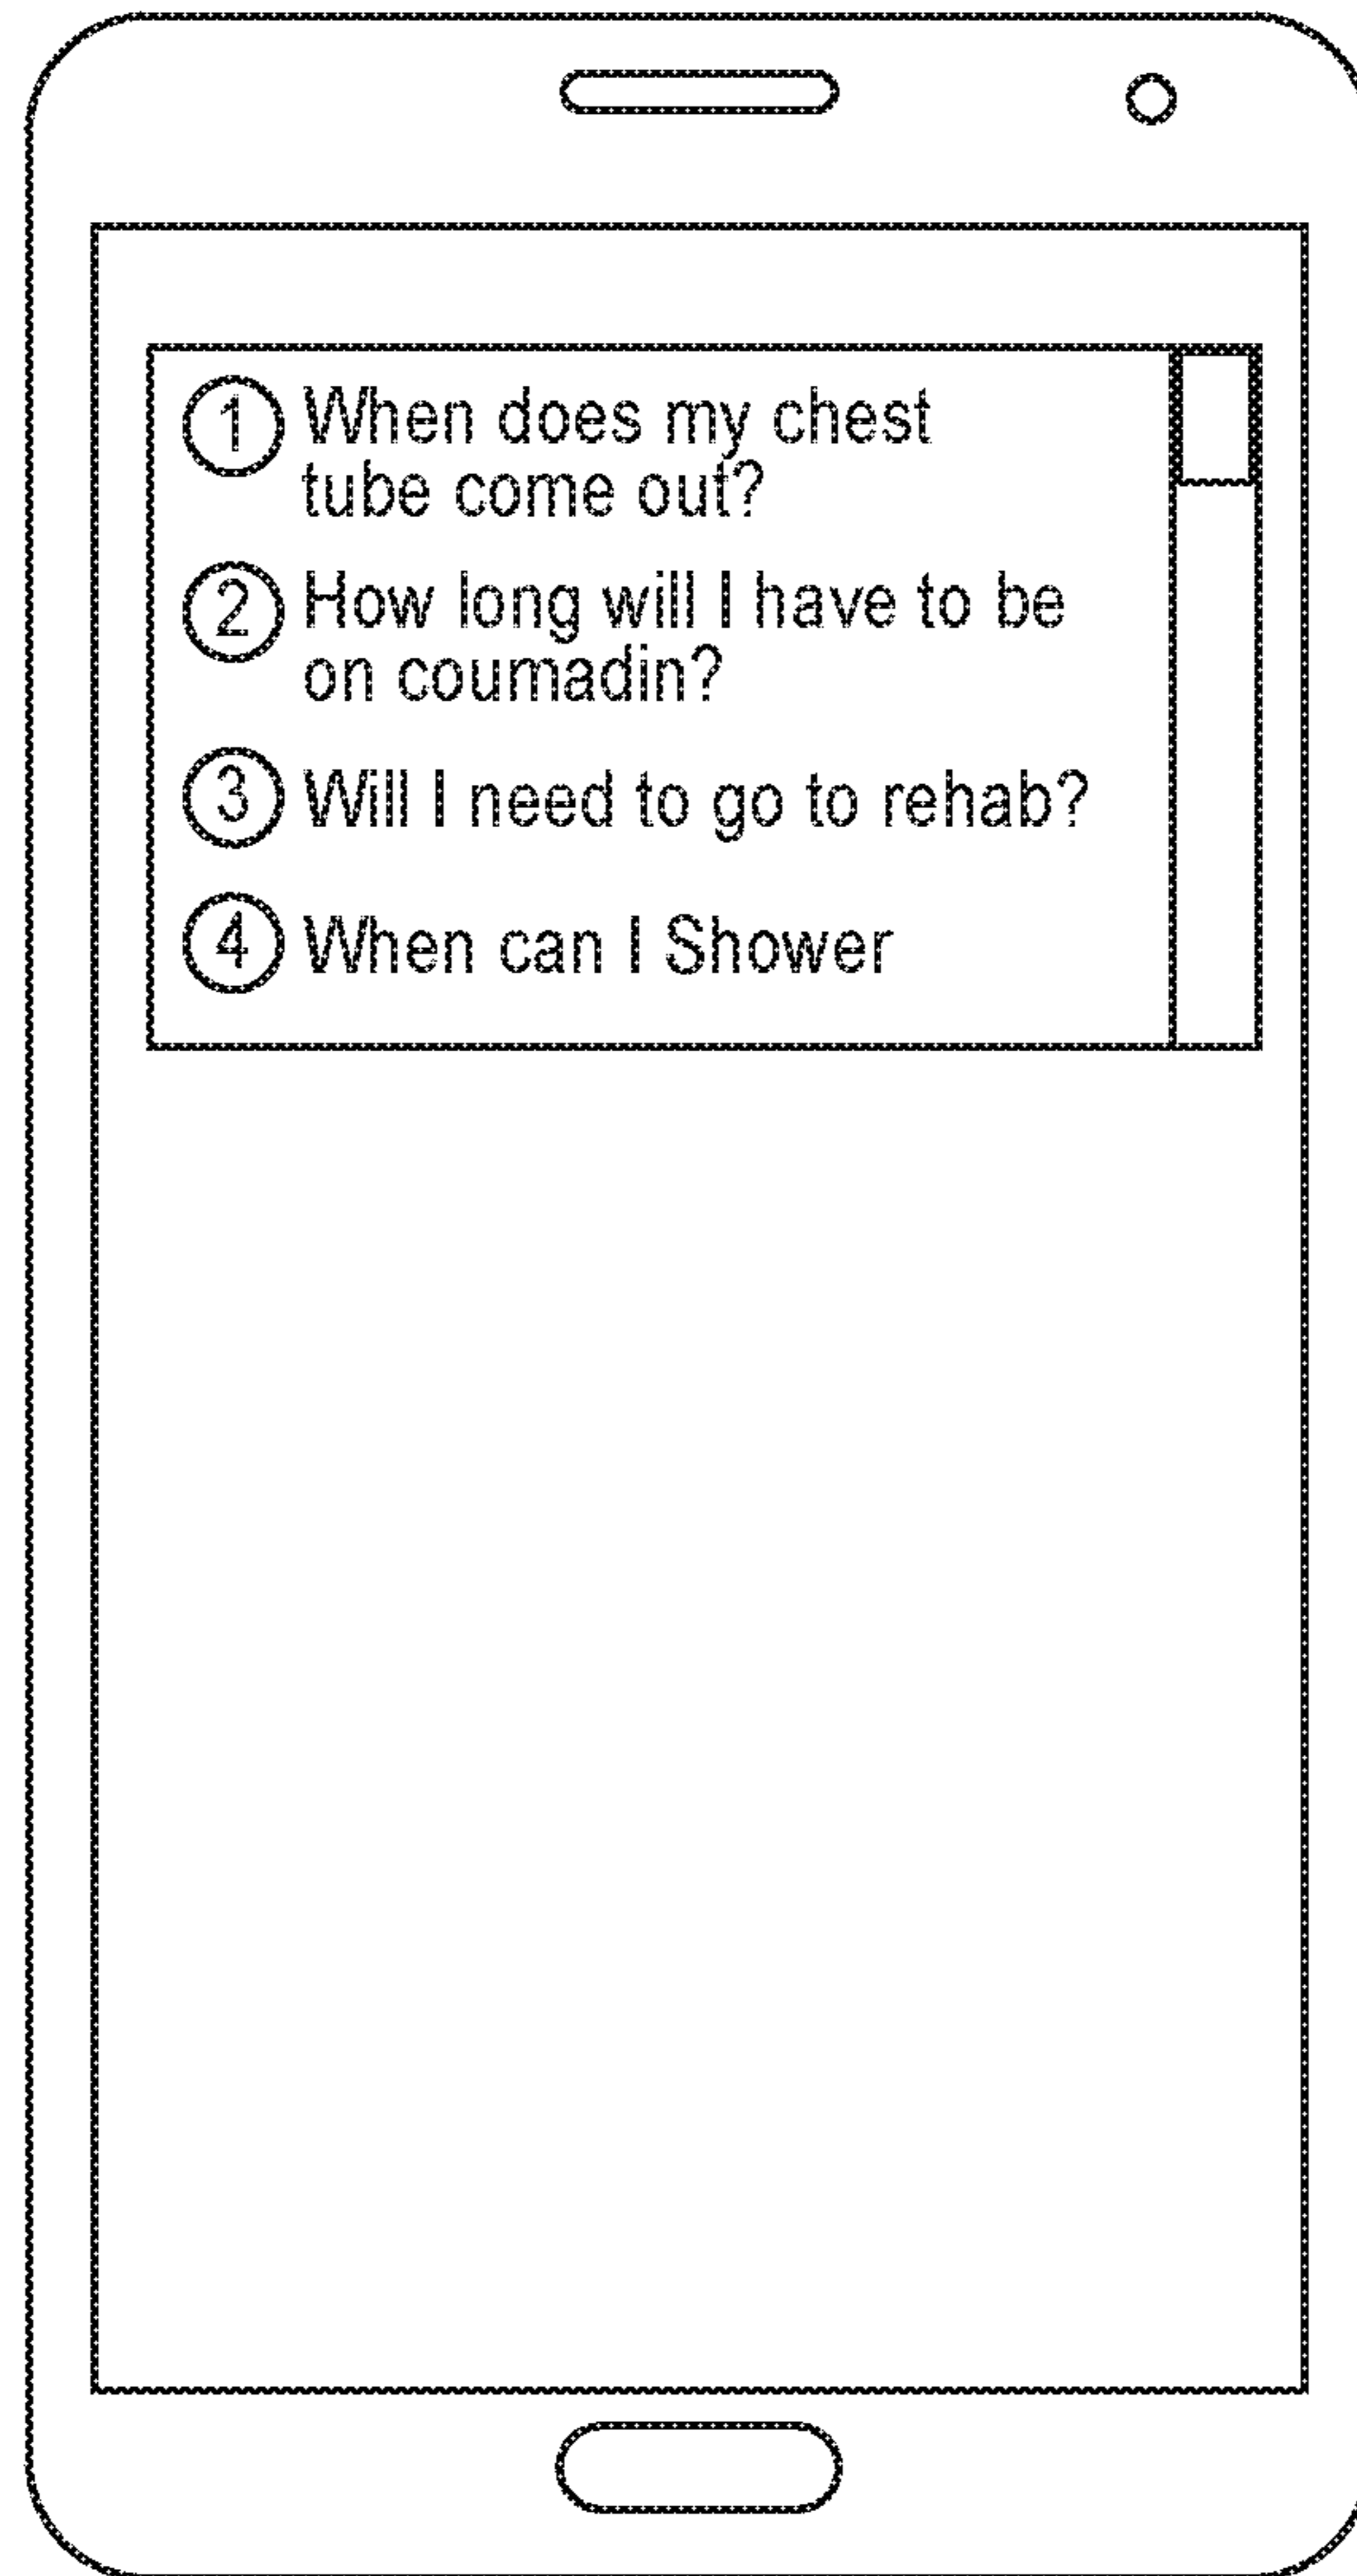 1 When does my chest
tube come out?
2 How long will I have to be
on coumadin?
3 Will I need to go to rehab?
4 When can I Shower